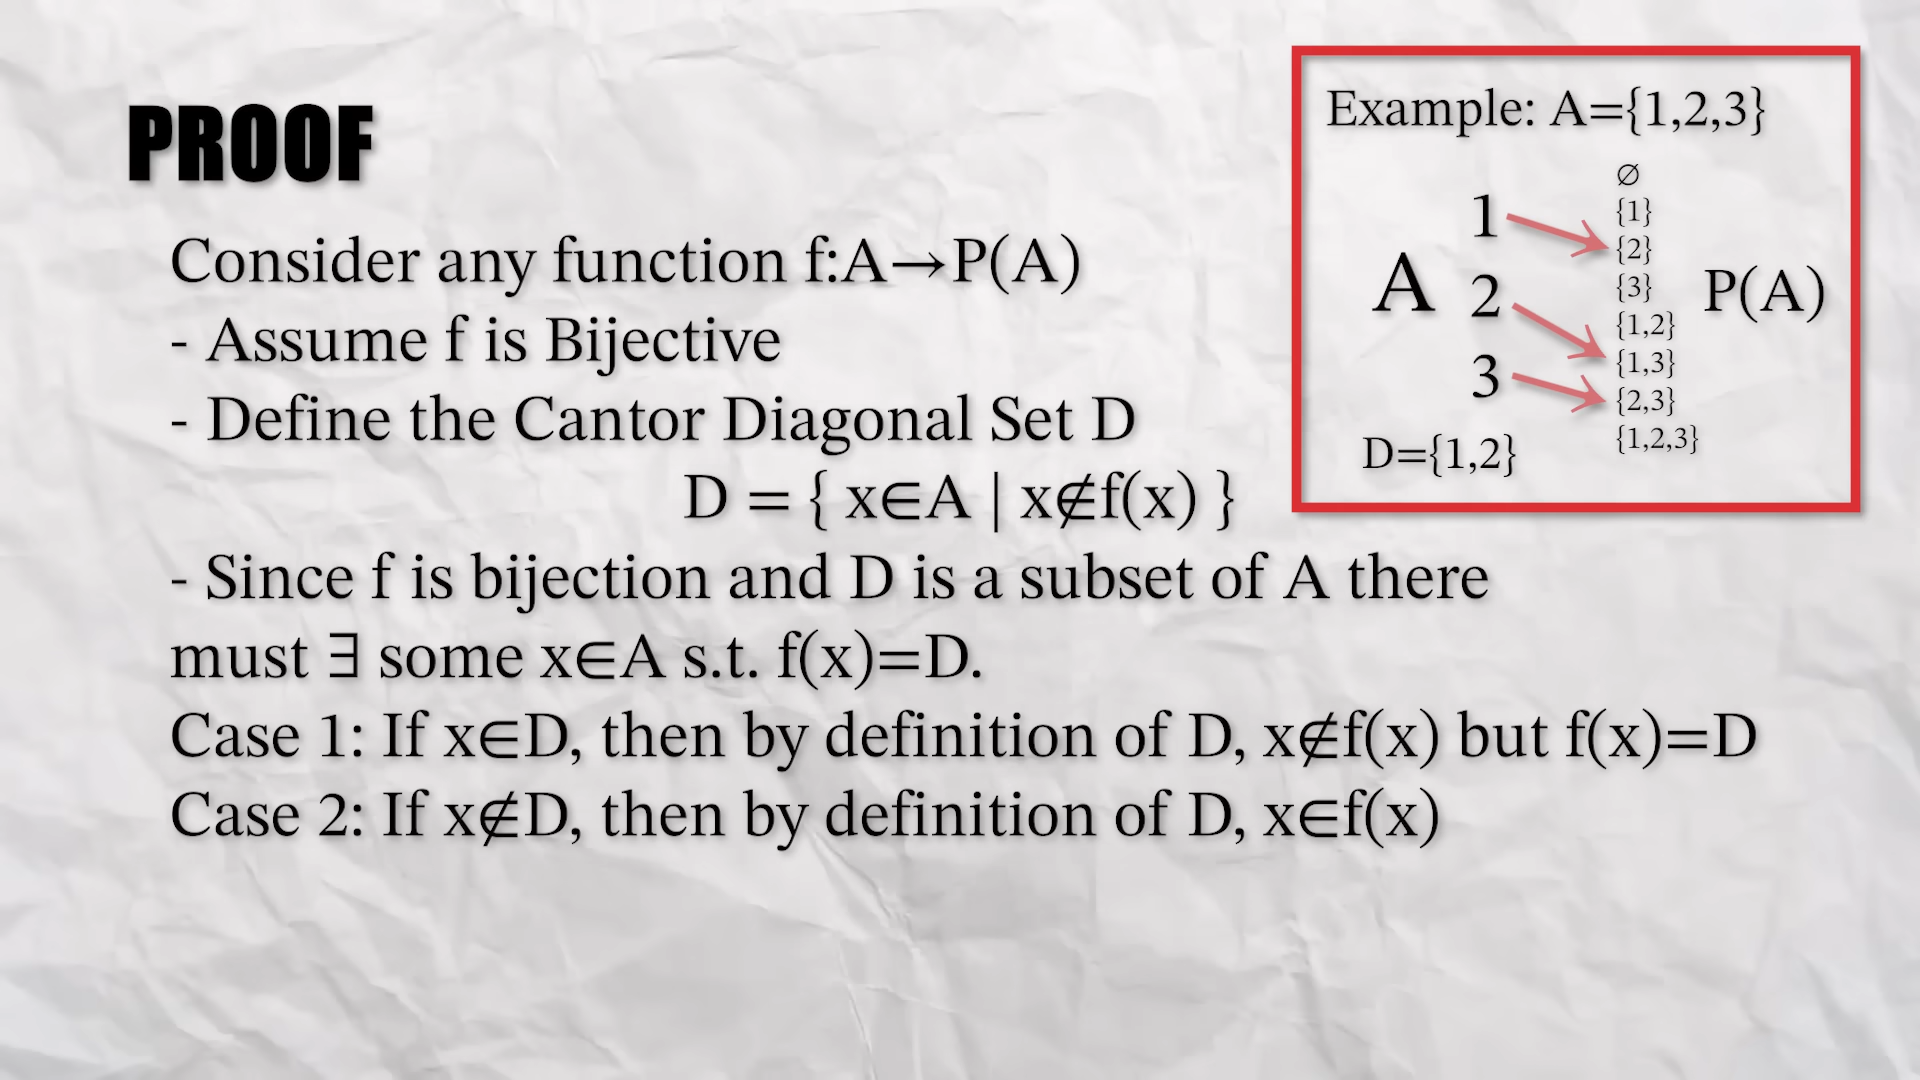 PROOF
Consider any function f:A→P(A)
- Assume f is Bijective
- Define the Cantor Diagonal Set D
D = { x∈A | x∉f(x) }
- Since f is bijection and D is a subset of A there
must ∃ some x∈A s.t. f(x)=D.
Case 1: If x∈D, then by definition of D, x∉f(x) but f(x)=D
Case 2: If x∉D, then by definition of D, x∈f(x)
Example: A={1,2,3}
A
1
2
3
∅
{1}
{2}
{3}
{1,2}
{1,3}
{2,3}
{1,2,3}
P(A)
D={1,2}